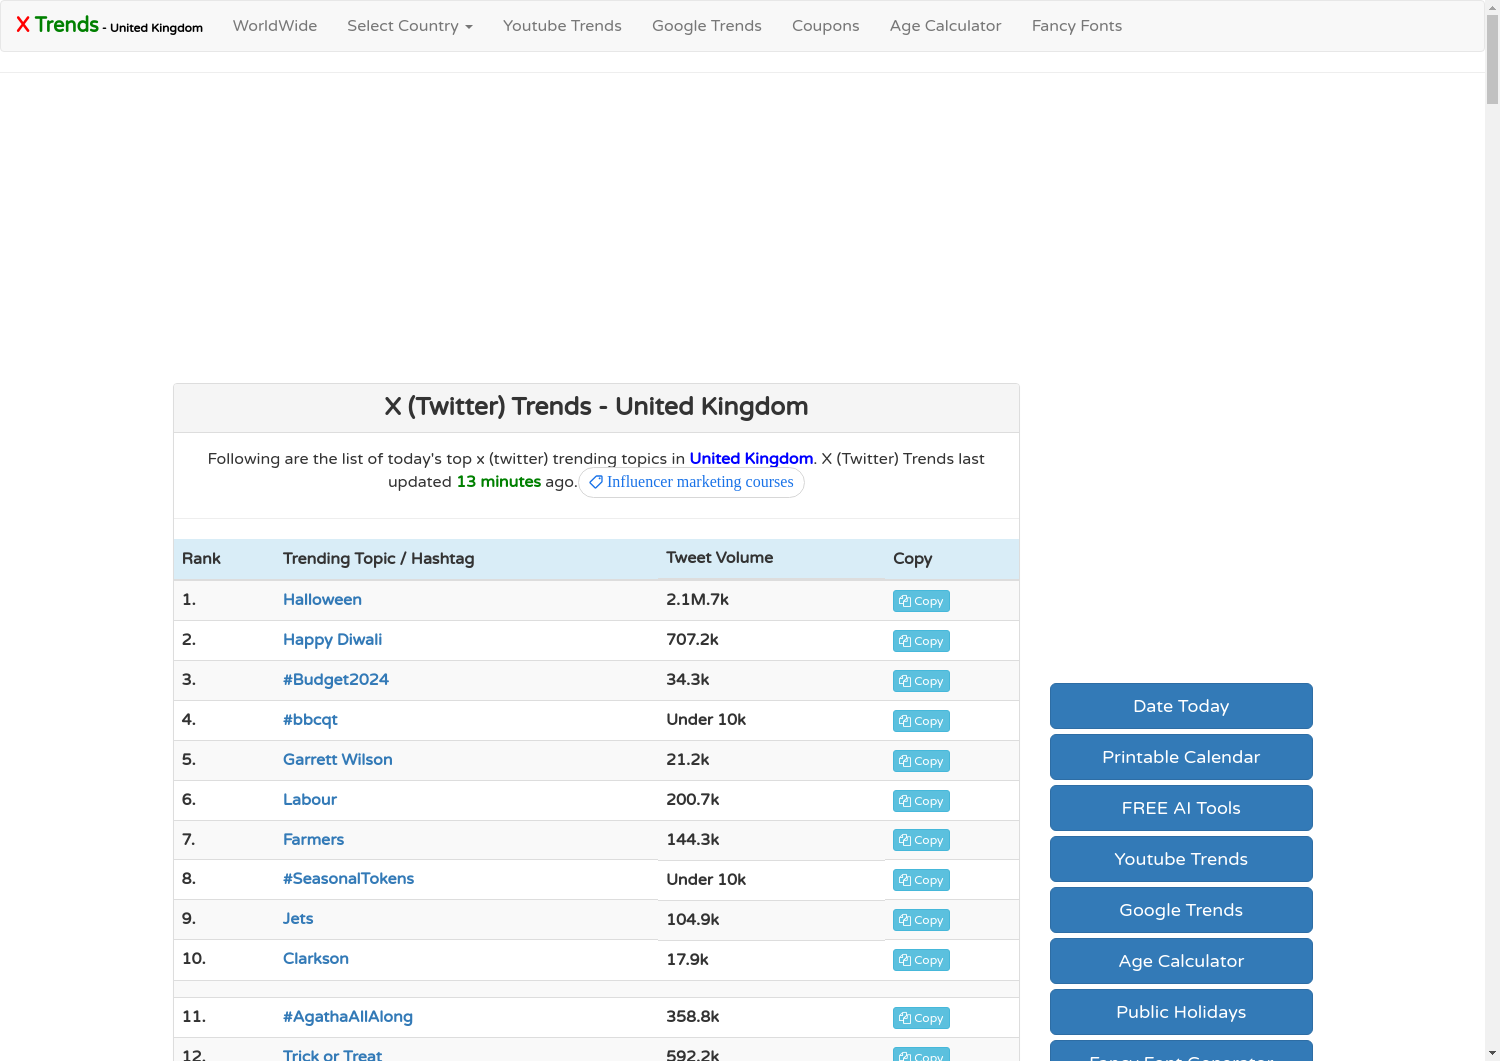 X Trends - United Kingdom WorldWide Select Country Youtube Trends Google Trends Coupons Age Calculator Fancy Fonts
X (Twitter) Trends - United Kingdom
Following are the list of today's top x (twitter) trending topics in United Kingdom. X (Twitter) Trends last
updated 13 minutes ago. Influencer marketing courses
Rank Trending Topic / Hashtag Tweet Volume Copy
1. Halloween 2.1M.7k Copy
2. Happy Diwali 707.2k Copy
3. #Budget2024 34.3k Copy
4. #bbcqt Under 10k Copy
5. Garrett Wilson 21.2k Copy
6. Labour 200.7k Copy
7. Farmers 144.3k Copy
8. #SeasonalTokens Under 10k Copy
9. Jets 104.9k Copy
10. Clarkson 17.9k Copy
11. #AgathaAllAlong 358.8k Copy
12. Trick or Treat 592.2k Copy
Date Today
Printable Calendar
FREE AI Tools
Youtube Trends
Google Trends
Age Calculator
Public Holidays
Fancy Font Generator